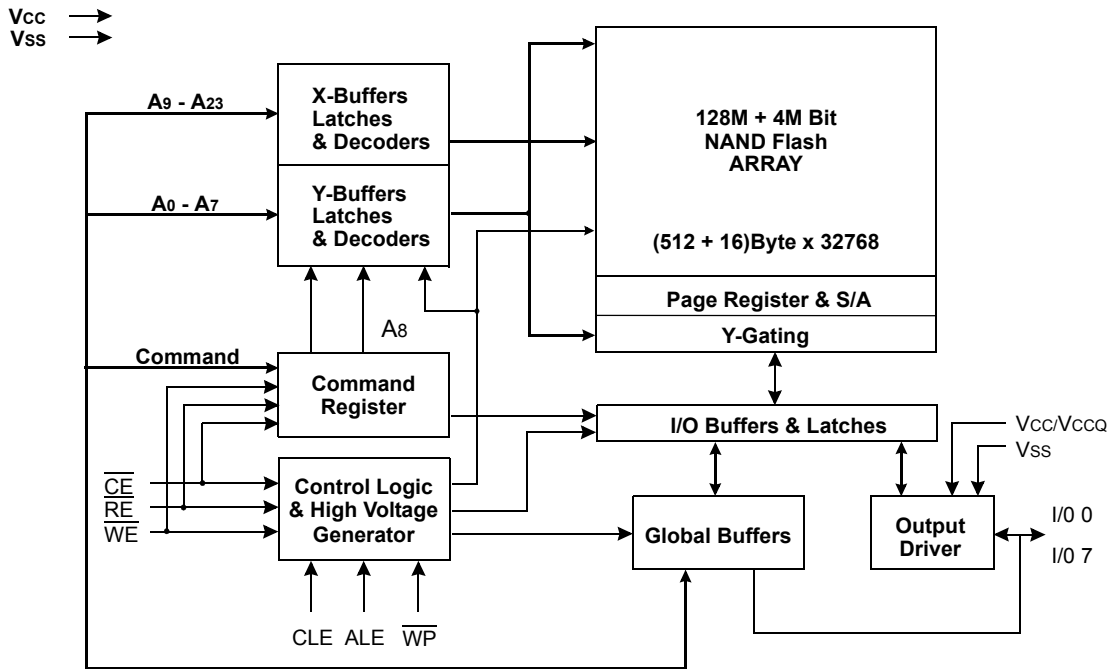 VCC
VSS
A9 - A23
X-Buffers
Latches
& Decoders
128M + 4M Bit
NAND Flash
ARRAY
A0 - A7
Y-Buffers
Latches
& Decoders
(512 + 16)Byte x 32768
Page Register & S/A
Y-Gating
A8
Command
Command
Register
I/O Buffers & Latches
VCC/VCCQ
VSS
CE
RE
WE
Control Logic
& High Voltage
Generator
Global Buffers
Output
Driver
I/0 0
I/0 7
CLE
ALE
WP